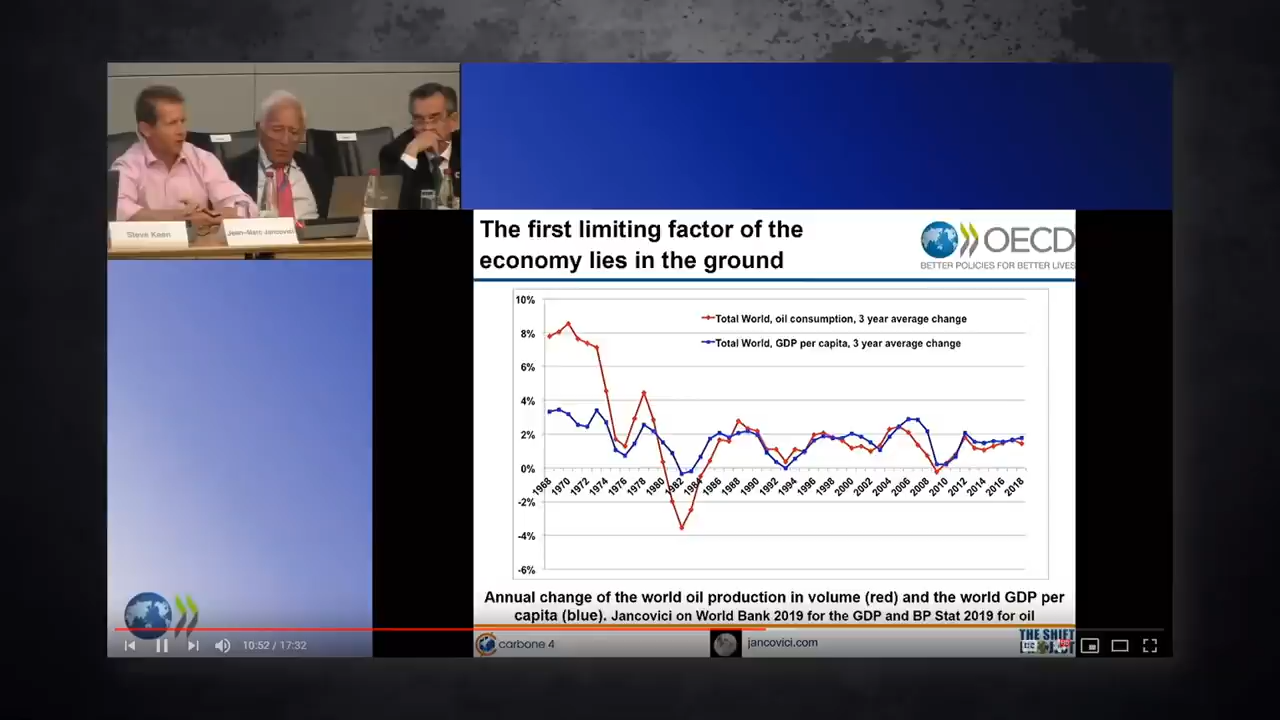 Steve Keen
Jean-Marc Jancovici
The first limiting factor of the
economy lies in the ground
OECD
BETTER POLICIES FOR BETTER LIVES
10%
8%
6%
4%
2%
0%
-2%
-4%
-6%
Total World, oil consumption, 3 year average change
Total World, GDP per capita, 3 year average change
1968 1970 1972 1974 1976 1978 1980 1982 1984 1986 1988 1990 1992 1994 1996 1998 2000 2002 2004 2006 2008 2010 2012 2014 2016 2018
Annual change of the world oil production in volume (red) and the world GDP per
capita (blue). Jancovici on World Bank 2019 for the GDP and BP Stat 2019 for oil
10:52 / 17:32
carbone 4
jancovici.com
THE SHIFT